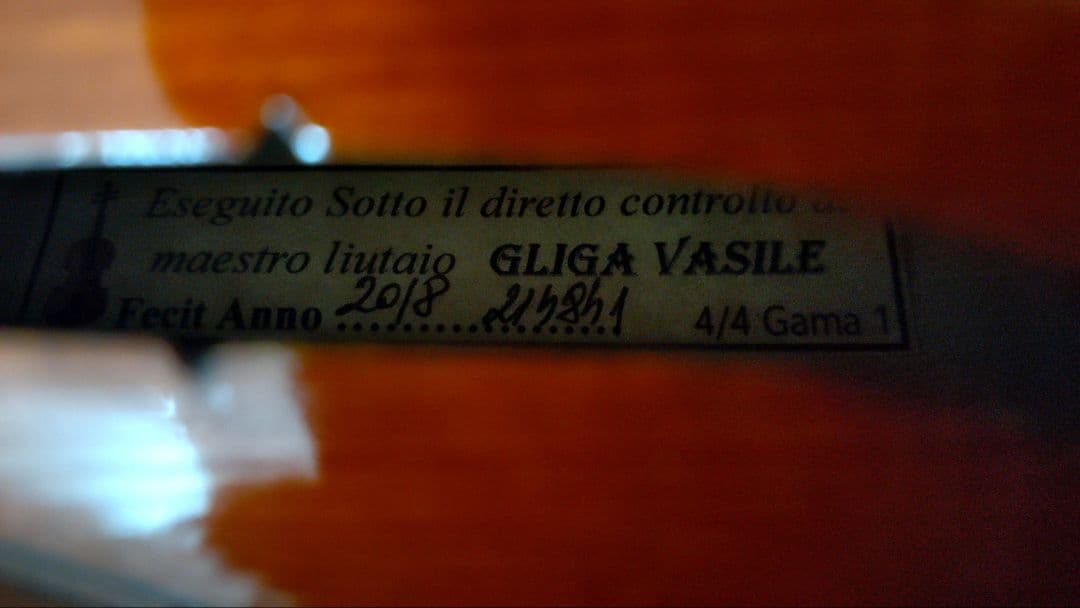 Eseguito Sotto il diretto controllo
maestro liutaio GLIGA VASILE
Fecit Anno 2018 4/4 Gama 1